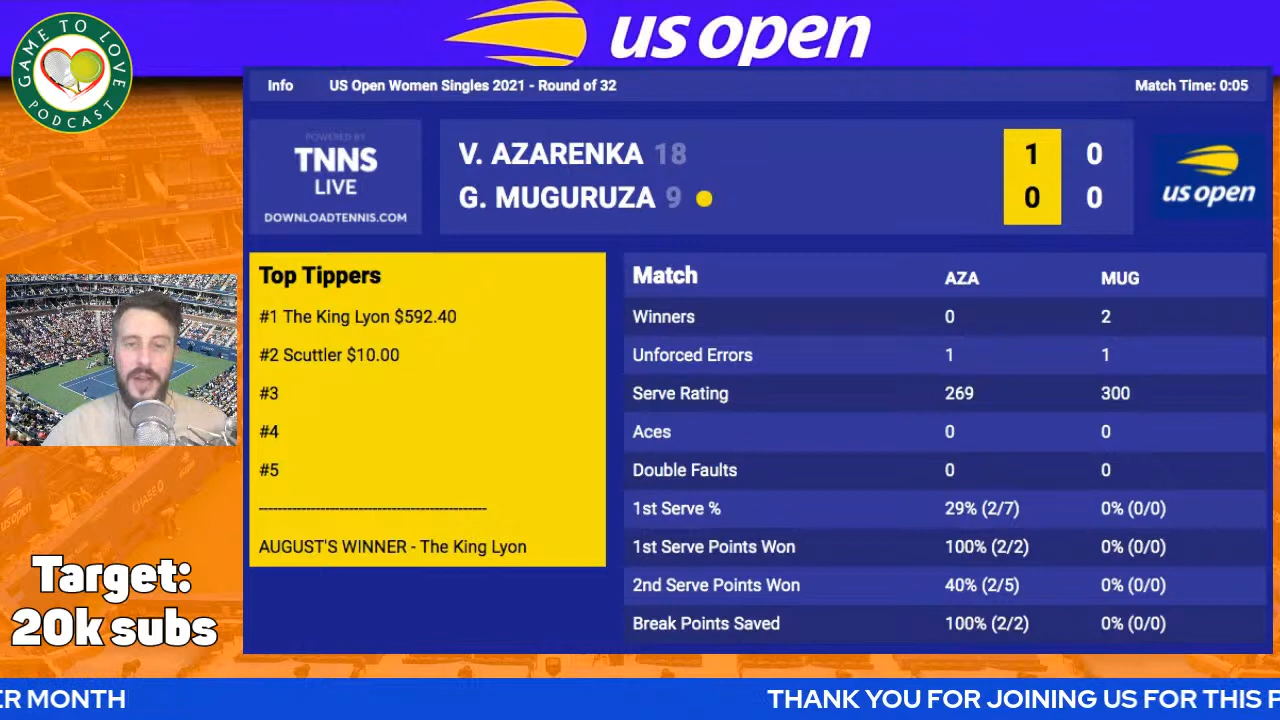 GAME TO LOVE
PODCAST
us open
Info US Open Women Singles 2021 - Round of 32 Match Time: 0:05
POWERED BY
TNNS
LIVE
DOWNLOADTENNIS.COM
V. AZARENKA 18 1 0
G. MUGURUZA 9 0 0
us open
Top Tippers
#1 The King Lyon $592.40
#2 Scuttler $10.00
#3
#4
#5
----------------------------------------------
AUGUST'S WINNER - The King Lyon
Match AZA MUG
Winners 0 2
Unforced Errors 1 1
Serve Rating 269 300
Aces 0 0
Double Faults 0 0
1st Serve % 29% (2/7) 0% (0/0)
1st Serve Points Won 100% (2/2) 0% (0/0)
2nd Serve Points Won 40% (2/5) 0% (0/0)
Break Points Saved 100% (2/2) 0% (0/0)
Target:
20k subs
ER MONTH THANK YOU FOR JOINING US FOR THIS P
CHASE
us open